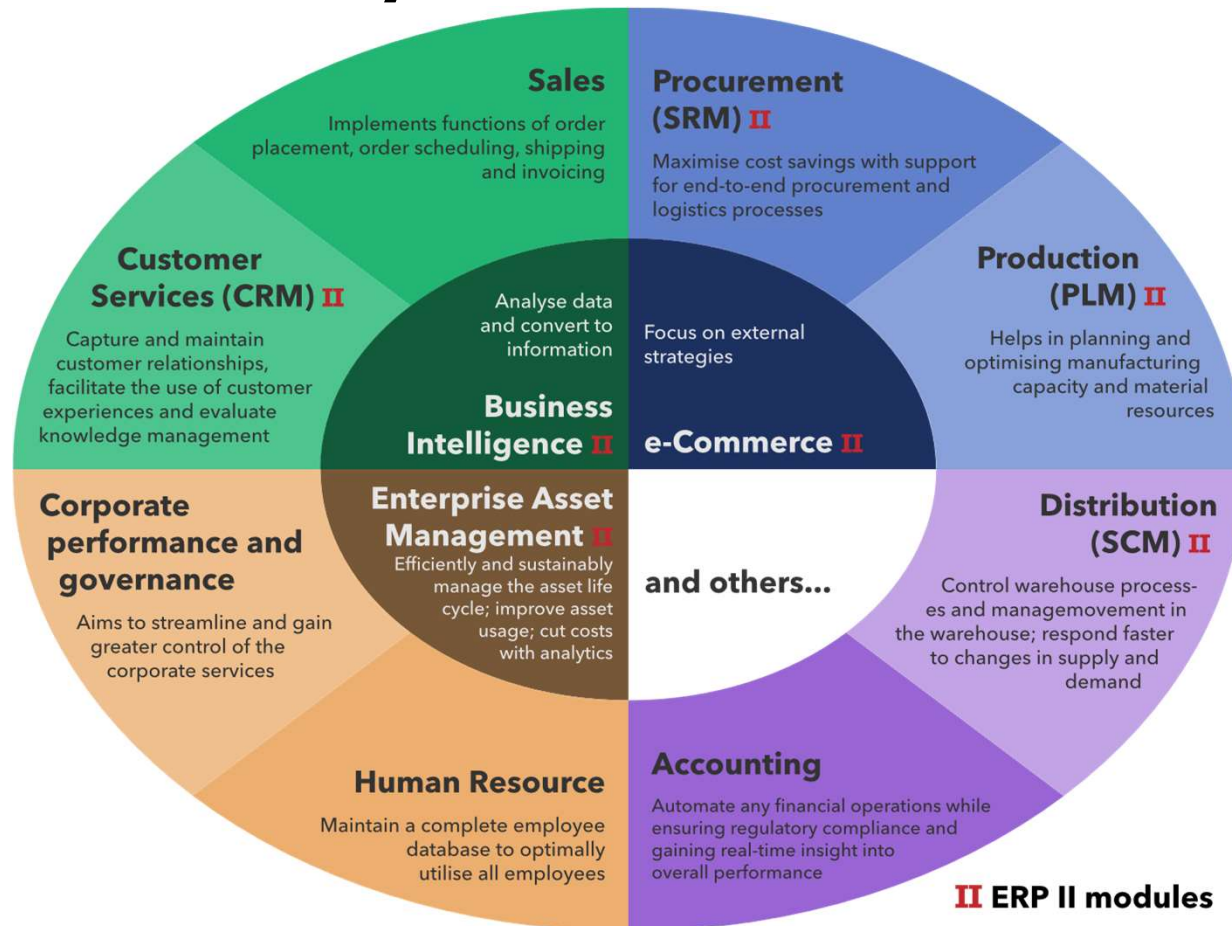 Sales
Implements functions of order
placement, order scheduling, shipping
and invoicing
Procurement
(SRM) II
Maximise cost savings with support
for end-to-end procurement and
logistics processes
Customer
Services (CRM) II
Capture and maintain
customer relationships,
facilitate the use of customer
experiences and evaluate
knowledge management
Analyse data
and convert to
information
Business
Intelligence II
Focus on external
strategies
e-Commerce II
Production
(PLM) II
Helps in planning and
optimising manufacturing
capacity and material
resources
Corporate
performance and
governance
Aims to streamline and gain
greater control of the
corporate services
Enterprise Asset
Management II
Efficiently and sustainably
manage the asset life
cycle; improve asset
usage; cut costs
with analytics
and others...
Distribution
(SCM) II
Control warehouse process-
es and managemovement in
the warehouse; respond faster
to changes in supply and
demand
Human Resource
Maintain a complete employee
database to optimally
utilise all employees
Accounting
Automate any financial operations while
ensuring regulatory compliance and
gaining real-time insight into
overall performance
II ERP II modules